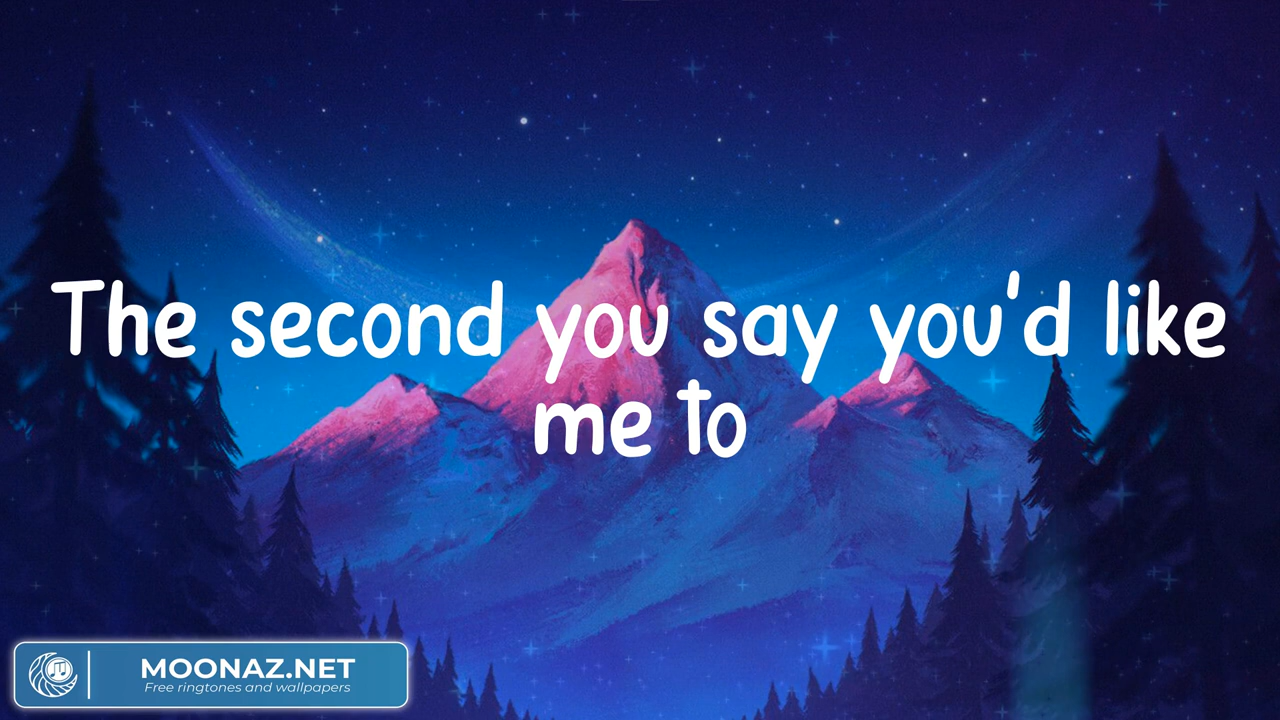 The second you say you'd like
me to
MOONAZ.NET
Free ringtones and wallpapers